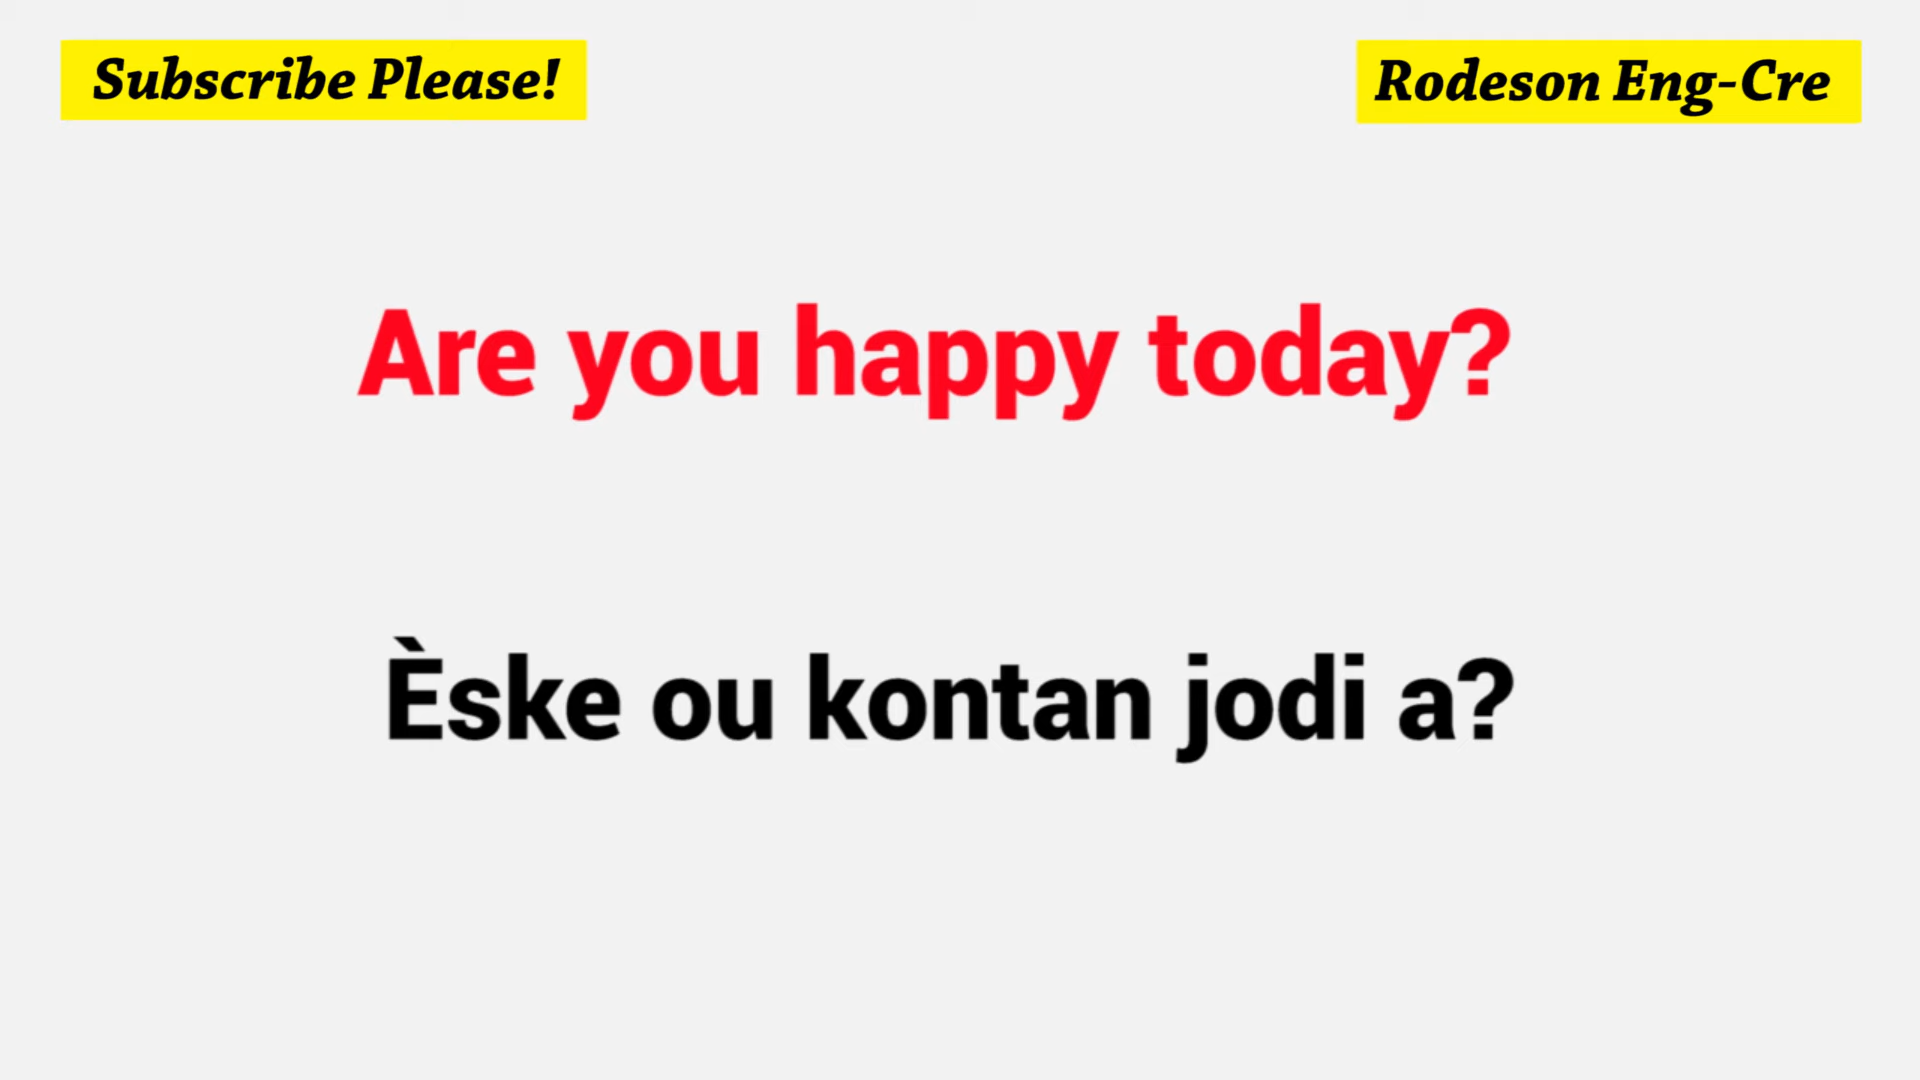 Subscribe Please!
Rodeson Eng-Cre
Are you happy today?
Èske ou kontan jodi a?